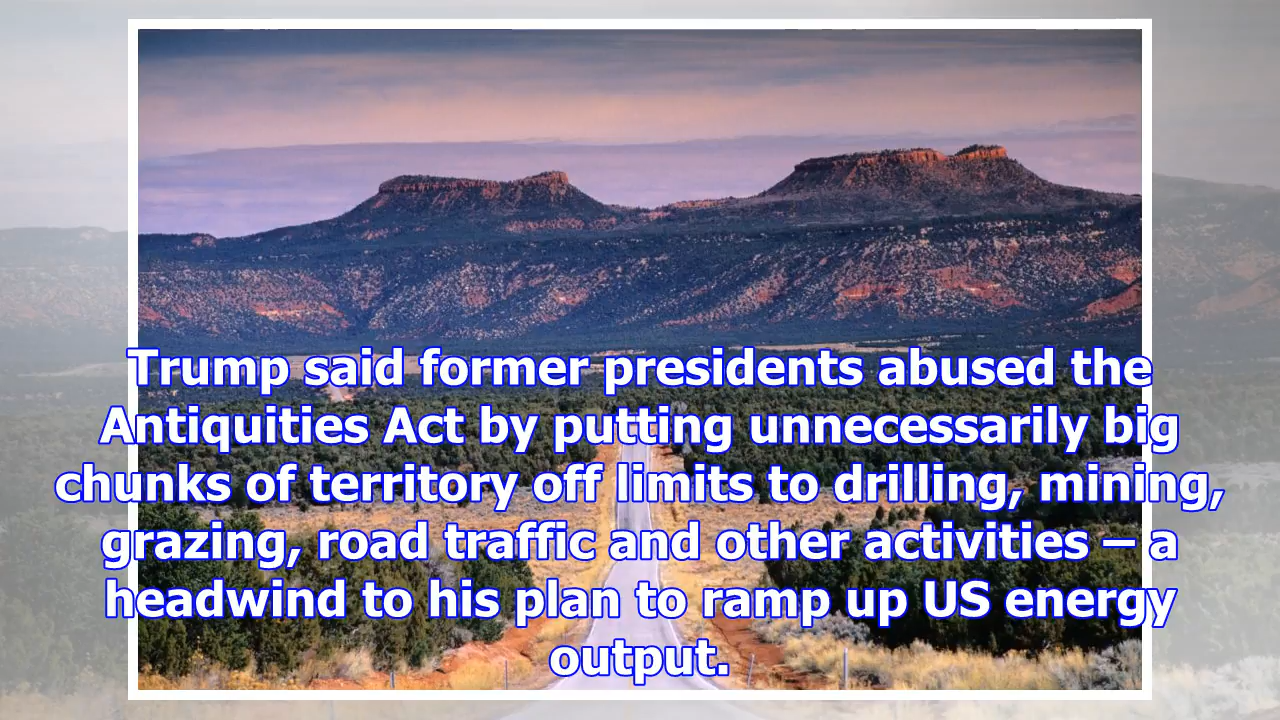 Trump said former presidents abused the
Antiquities Act by putting unnecessarily big
chunks of territory off limits to drilling, mining,
grazing, road traffic and other activities – a
headwind to his plan to ramp up US energy
output.